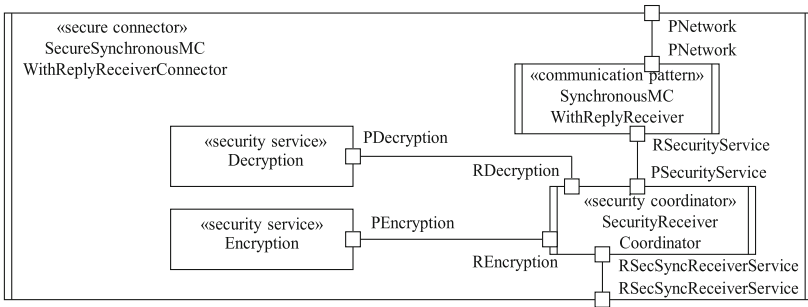 «secure connector»
SecureSynchronousMC
WithReplyReceiverConnector
PNetwork
PNetwork
«communication pattern»
SynchronousMC
WithReplyReceiver
RSecurityService
PSecurityService
«security service»
Decryption
PDecryption
RDecryption
«security coordinator»
SecurityReceiver
Coordinator
«security service»
Encryption
PEncryption
REncryption
RSecSyncReceiverService
RSecSyncReceiverService